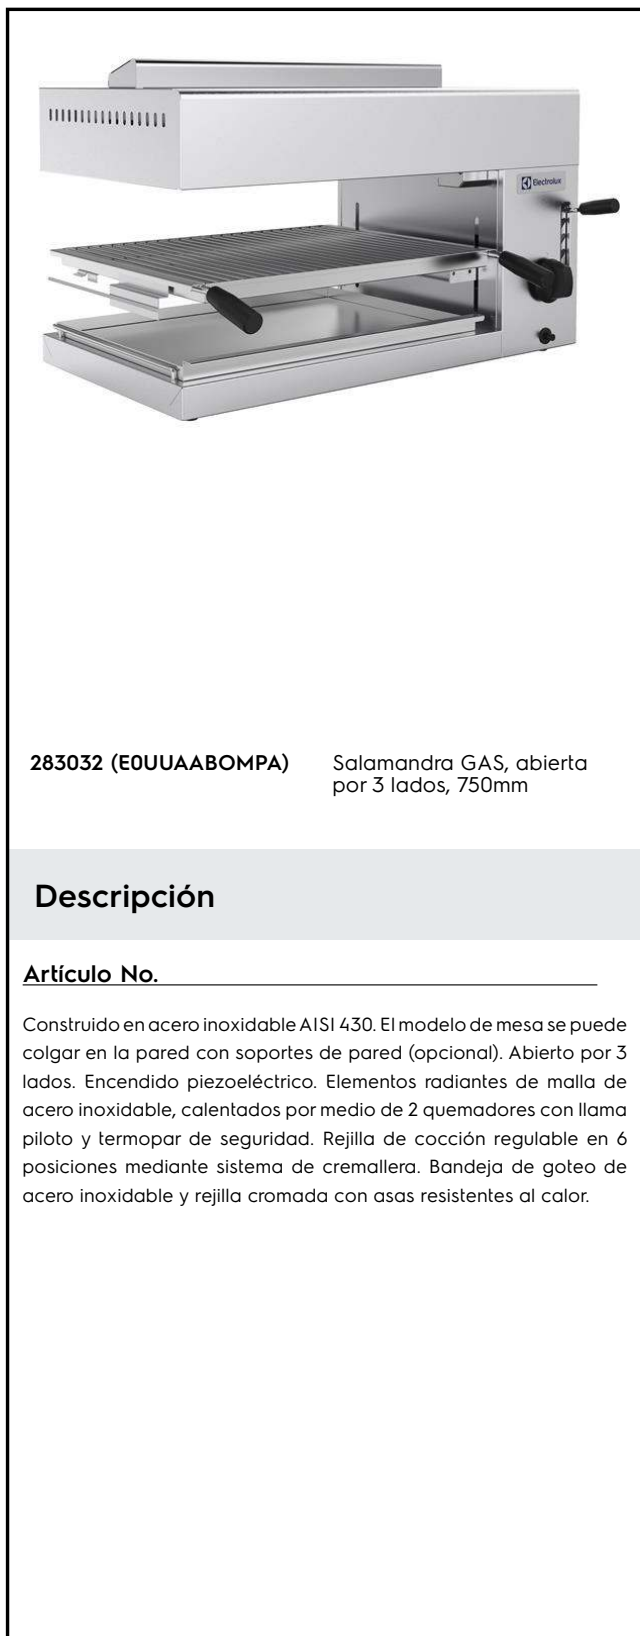 Electrolux
283032 (E0UUAABOMPA)
Salamandra GAS, abierta
por 3 lados, 750mm
Descripción
Artículo No.
Construido en acero inoxidable AISI 430. El modelo de mesa se puede
colgar en la pared con soportes de pared (opcional). Abierto por 3
lados. Encendido piezoeléctrico. Elementos radiantes de malla de
acero inoxidable, calentados por medio de 2 quemadores con llama
piloto y termopar de seguridad. Rejilla de cocción regulable en 6
posiciones mediante sistema de cremallera. Bandeja de goteo de
acero inoxidable y rejilla cromada con asas resistentes al calor.